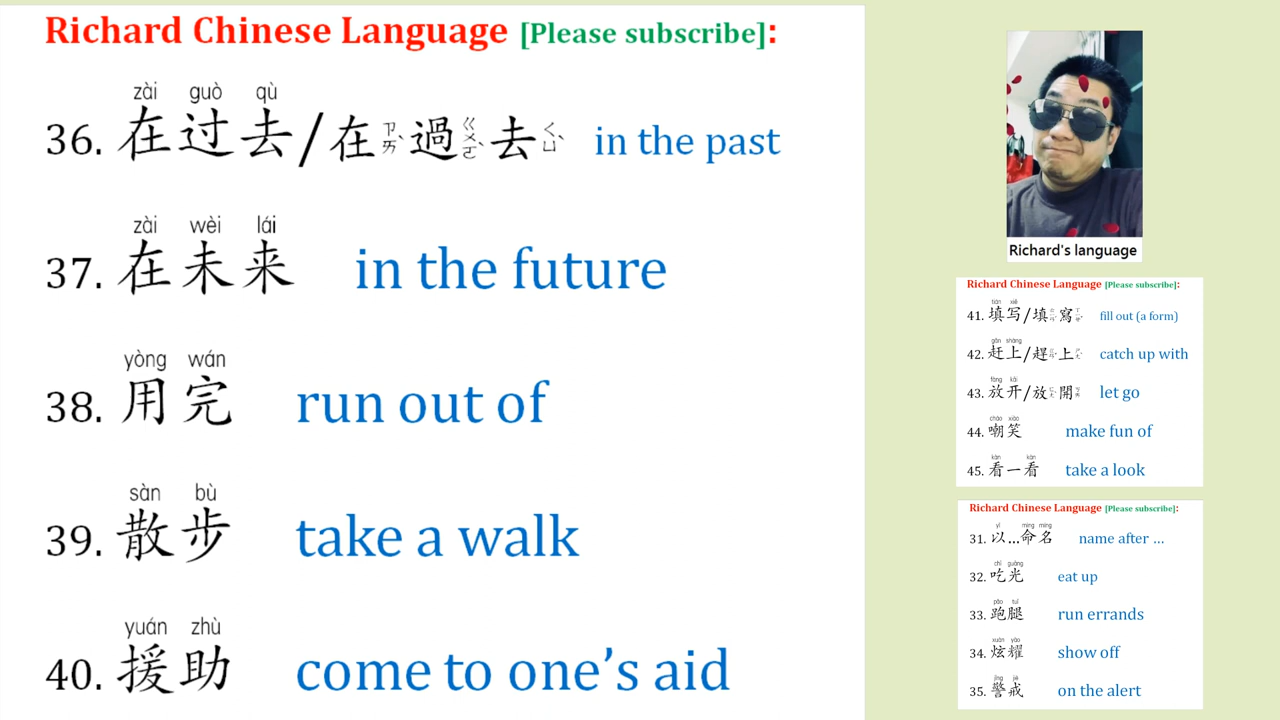 Richard Chinese Language [Please subscribe]:
zài guò qù
36. 在过去/在ㄗㄞˋ過ㄍㄨㄛˋ去ㄑㄩˋ in the past
zài wèi lái
37. 在未来 in the future
yòng wán
38. 用完 run out of
sàn bù
39. 散步 take a walk
yuán zhù
40. 援助 come to one’s aid
Richard's language
Richard Chinese Language [Please subscribe]:
tián xiě
41. 填写/填寫 fill out (a form)
gǎn shàng
42. 赶上/趕上 catch up with
fàng kāi
43. 放开/放開 let go
cháo xiào
44. 嘲笑 make fun of
kàn kàn
45. 看一看 take a look
Richard Chinese Language [Please subscribe]:
yǐ mìng míng
31. 以...命名 name after ...
chī guāng
32. 吃光 eat up
pǎo tuǐ
33. 跑腿 run errands
xuàn yào
34. 炫耀 show off
jǐng jiè
35. 警戒 on the alert